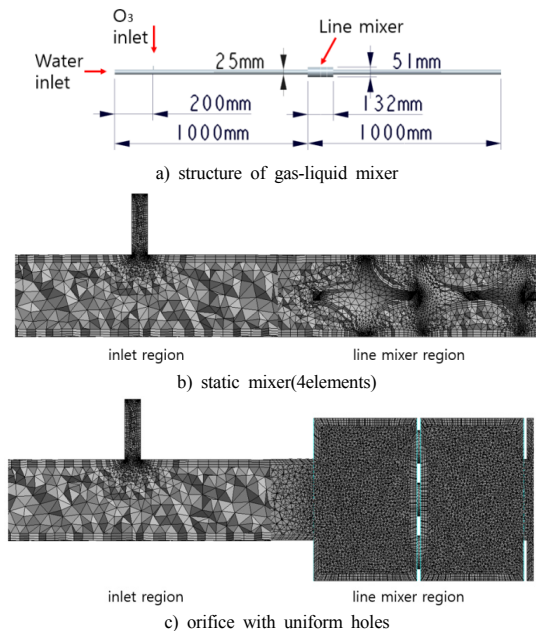 O₃
inlet
Line mixer
Water
inlet
25mm
51mm
200mm
132mm
1000mm
1000mm
a) structure of gas-liquid mixer
inlet region
line mixer region
b) static mixer(4elements)
inlet region
line mixer region
c) orifice with uniform holes